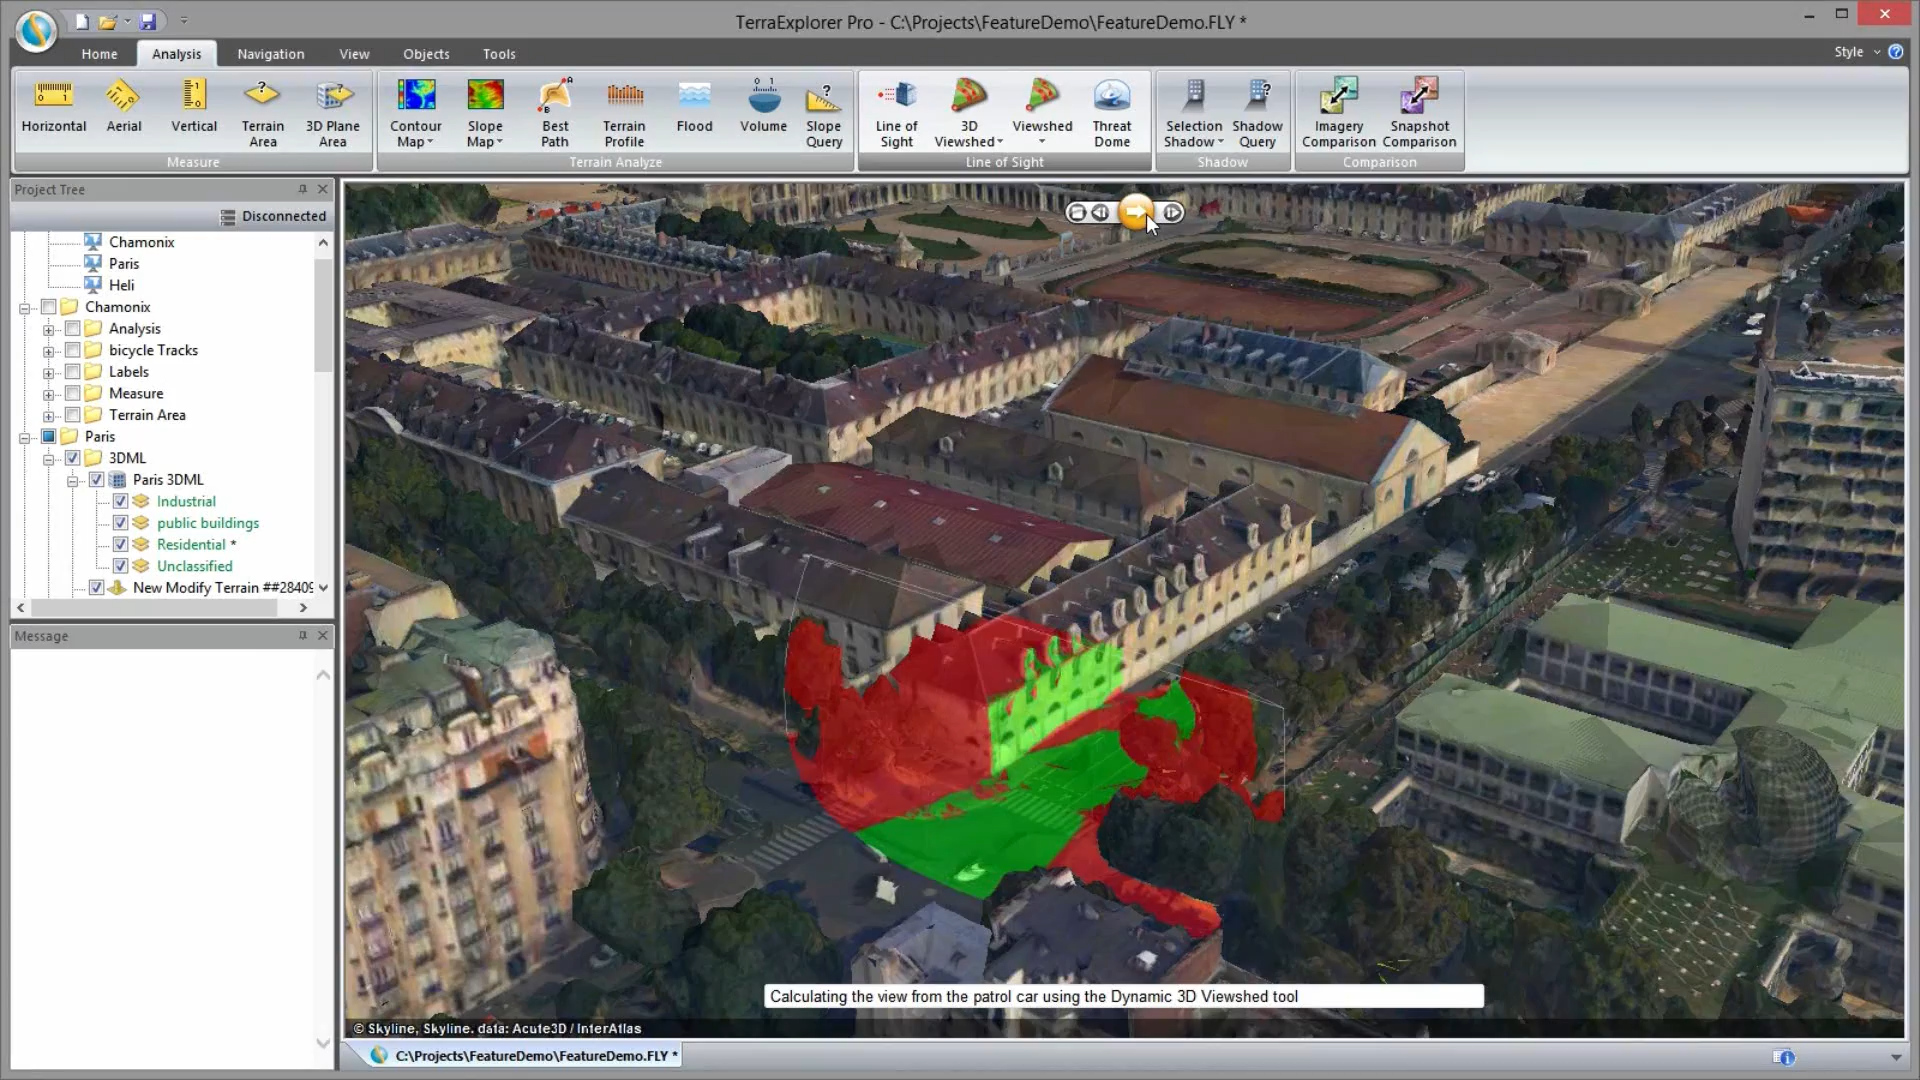 TerraExplorer Pro - C:\Projects\FeatureDemo\FeatureDemo.FLY *
Home Analysis Navigation View Objects Tools
Style
Horizontal
Aerial
Vertical
Terrain
Area
3D Plane
Area
Measure
Contour
Map
Slope
Map
Best
Path
Terrain
Profile
Flood
Volume
Slope
Query
Terrain Analyze
Line of
Sight
3D
Viewshed
Viewshed
Threat
Dome
Line of Sight
Selection
Shadow
Shadow
Query
Shadow
Imagery
Comparison
Snapshot
Comparison
Comparison
Project Tree
Disconnected
Chamonix
Paris
Heli
Chamonix
Analysis
bicycle Tracks
Labels
Measure
Terrain Area
Paris
3DML
Paris 3DML
Industrial
public buildings
Residential *
Unclassified
New Modify Terrain ##28409
Message
Calculating the view from the patrol car using the Dynamic 3D Viewshed tool
© Skyline, Skyline. data: Acute3D / InterAtlas
C:\Projects\FeatureDemo\FeatureDemo.FLY *